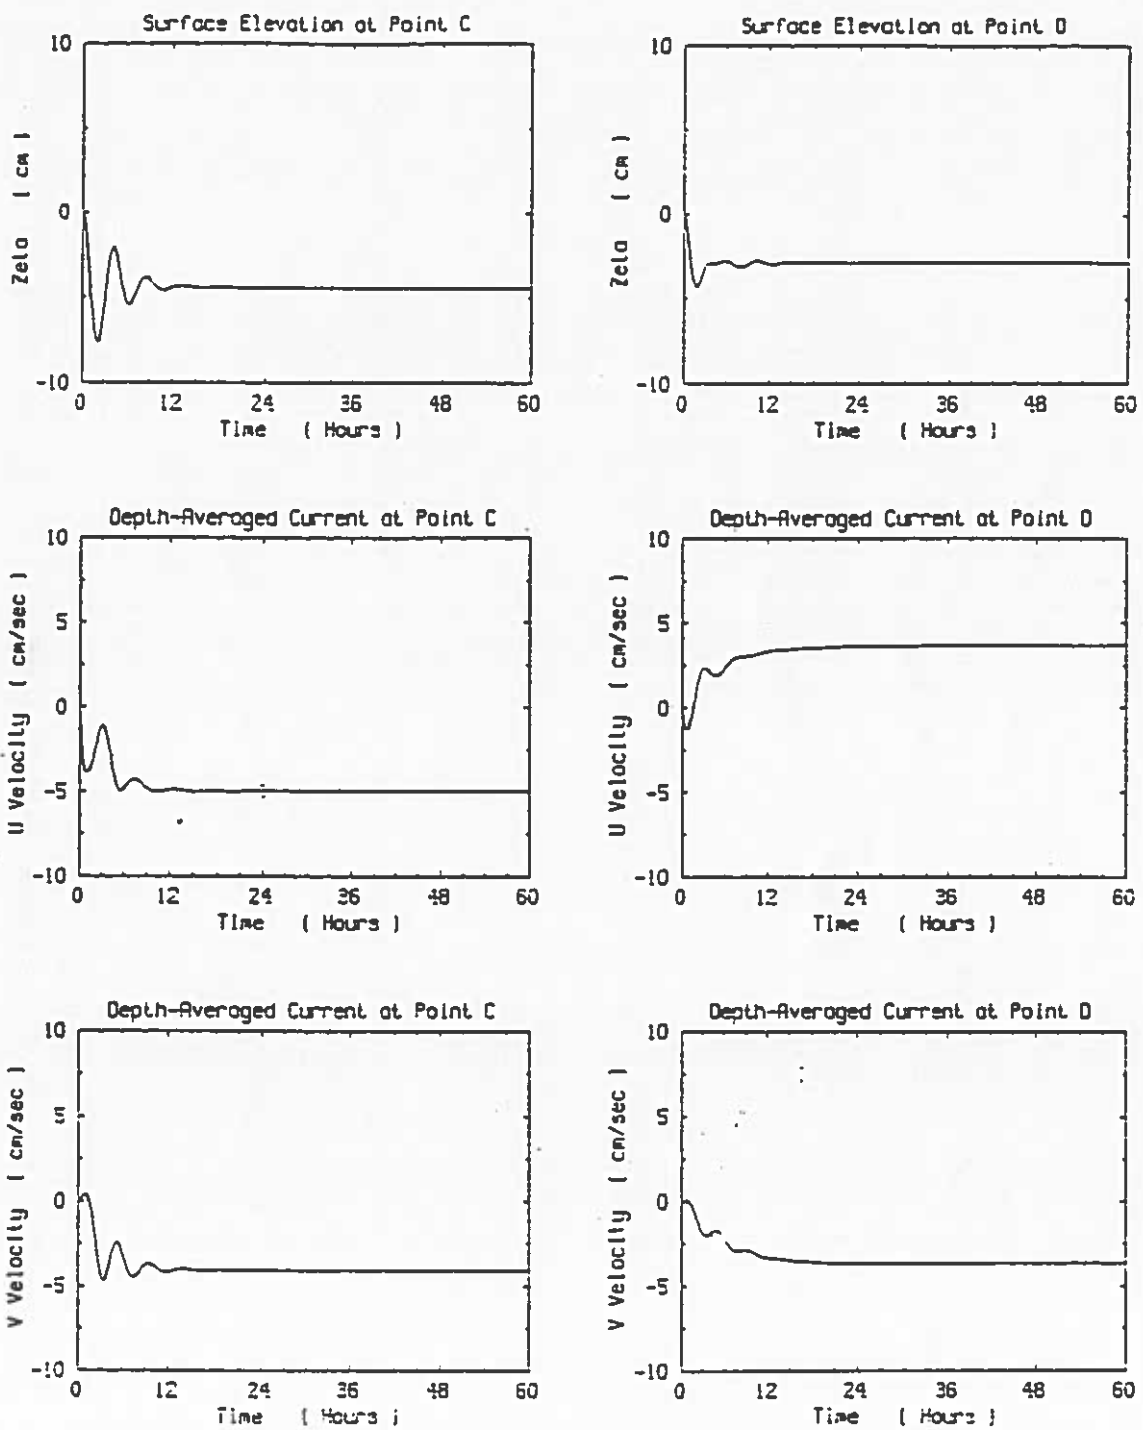 Surface Elevation at Point C
10
0
-10
Zeta ( cm )
0 12 24 36 48 60
Time ( Hours )
Surface Elevation at Point D
10
0
-10
Zeta ( cm )
0 12 24 36 48 60
Time ( Hours )
Depth-Averaged Current at Point C
10
5
0
-5
-10
U Velocity ( cm/sec )
0 12 24 36 48 60
Time ( Hours )
Depth-Averaged Current at Point D
10
5
0
-5
-10
U Velocity ( cm/sec )
0 12 24 36 48 60
Time ( Hours )
Depth-Averaged Current at Point C
10
5
0
-5
-10
V Velocity ( cm/sec )
0 12 24 36 48 60
Time ( Hours )
Depth-Averaged Current at Point D
10
5
0
-5
-10
V Velocity ( cm/sec )
0 12 24 36 48 60
Time ( Hours )